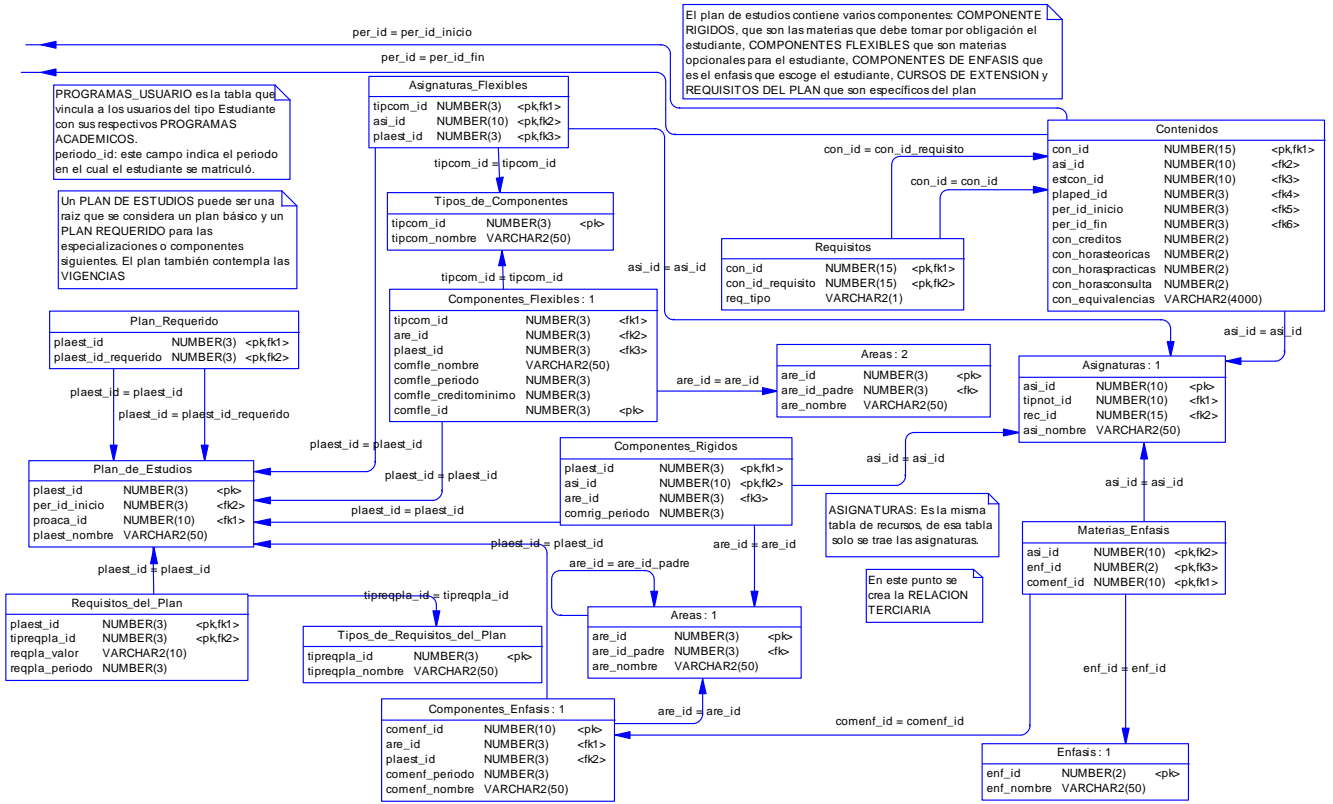 per_id = per_id_inicio
per_id = per_id_fin
El plan de estudios contiene varios componentes: COMPONENTE
RIGIDOS, que son las materias que debe tomar por obligación el
estudiante, COMPONENTES FLEXIBLES que son materias
opcionales para el estudiante, COMPONENTES DE ENFASIS que
es el enfasis que escoge el estudiante, CURSOS DE EXTENSION y
REQUISITOS DEL PLAN que son específicos del plan
PROGRAMAS_USUARIO es la tabla que
vincula a los usuarios del tipo Estudiante
con sus respectivos PROGRAMAS
ACADEMICOS.
periodo_id: este campo indica el periodo
en el cual el estudiante se matriculó.
Asignaturas_Flexibles
tipcom_id NUMBER(3) <pk,fk1>
asi_id NUMBER(10) <pk,fk2>
plaest_id NUMBER(3) <pk,fk3>
tipcom_id = tipcom_id
Contenidos
con_id NUMBER(15) <pk,fk1>
asi_id NUMBER(10) <fk2>
estcon_id NUMBER(10) <fk3>
plaped_id NUMBER(3) <fk4>
per_id_inicio NUMBER(3) <fk5>
per_id_fin NUMBER(3) <fk6>
con_creditos NUMBER(2)
con_horasteoricas NUMBER(2)
con_horaspracticas NUMBER(2)
con_horasconsulta NUMBER(2)
con_equivalencias VARCHAR2(4000)
con_id = con_id_requisito
con_id = con_id
Un PLAN DE ESTUDIOS puede ser una
raiz que se considera un plan básico y un
PLAN REQUERIDO para las
especializaciones o componentes
siguientes. El plan también contempla las
VIGENCIAS
Tipos_de_Componentes
tipcom_id NUMBER(3) <pk>
tipcom_nombre VARCHAR2(50)
tipcom_id = tipcom_id
asi_id = asi_id
Requisitos
con_id NUMBER(15) <pk,fk1>
con_id_requisito NUMBER(15) <pk,fk2>
req_tipo VARCHAR2(1)
Componentes_Flexibles : 1
tipcom_id NUMBER(3) <fk1>
are_id NUMBER(3) <fk2>
plaest_id NUMBER(3) <fk3>
comfle_nombre VARCHAR2(50)
comfle_periodo NUMBER(3)
comfle_creditominimo NUMBER(3)
comfle_id NUMBER(3) <pk>
Plan_Requerido
plaest_id NUMBER(3) <pk,fk1>
plaest_id_requerido NUMBER(3) <pk,fk2>
asi_id = asi_id
plaest_id = plaest_id
plaest_id = plaest_id_requerido
are_id = are_id
Areas : 2
are_id NUMBER(3) <pk>
are_id_padre NUMBER(3) <fk>
are_nombre VARCHAR2(50)
Asignaturas : 1
asi_id NUMBER(10) <pk>
tipnot_id NUMBER(10) <fk1>
rec_id NUMBER(15) <fk2>
asi_nombre VARCHAR2(50)
plaest_id = plaest_id
plaest_id = plaest_id
plaest_id = plaest_id
Componentes_Rigidos
plaest_id NUMBER(3) <pk,fk1>
asi_id NUMBER(10) <pk,fk2>
are_id NUMBER(3) <fk3>
comrig_periodo NUMBER(3)
asi_id = asi_id
Plan_de_Estudios
plaest_id NUMBER(3) <pk>
per_id_inicio NUMBER(3) <fk2>
proaca_id NUMBER(10) <fk1>
plaest_nombre VARCHAR2(50)
asi_id = asi_id
ASIGNATURAS: Es la misma
tabla de recursos, de esa tabla
solo se trae las asignaturas.
Materias_Enfasis
asi_id NUMBER(10) <pk,fk2>
enf_id NUMBER(2) <pk,fk3>
comenf_id NUMBER(10) <pk,fk1>
plaest_id = plaest_id
are_id = are_id
are_id = are_id_padre
plaest_id = plaest_id
En este punto se
crea la RELACION
TERCIARIA
Requisitos_del_Plan
plaest_id NUMBER(3) <pk,fk1>
tipreqpla_id NUMBER(3) <pk,fk2>
reqpla_valor VARCHAR2(10)
reqpla_periodo NUMBER(3)
tipreqpla_id = tipreqpla_id
Tipos_de_Requisitos_del_Plan
tipreqpla_id NUMBER(3) <pk>
tipreqpla_nombre VARCHAR2(50)
Areas : 1
are_id NUMBER(3) <pk>
are_id_padre NUMBER(3) <fk>
are_nombre VARCHAR2(50)
enf_id = enf_id
are_id = are_id
comenf_id = comenf_id
Componentes_Enfasis : 1
comenf_id NUMBER(10) <pk>
are_id NUMBER(3) <fk1>
plaest_id NUMBER(3) <fk2>
comenf_periodo NUMBER(3)
comenf_nombre VARCHAR2(50)
Enfasis : 1
enf_id NUMBER(2) <pk>
enf_nombre VARCHAR2(50)